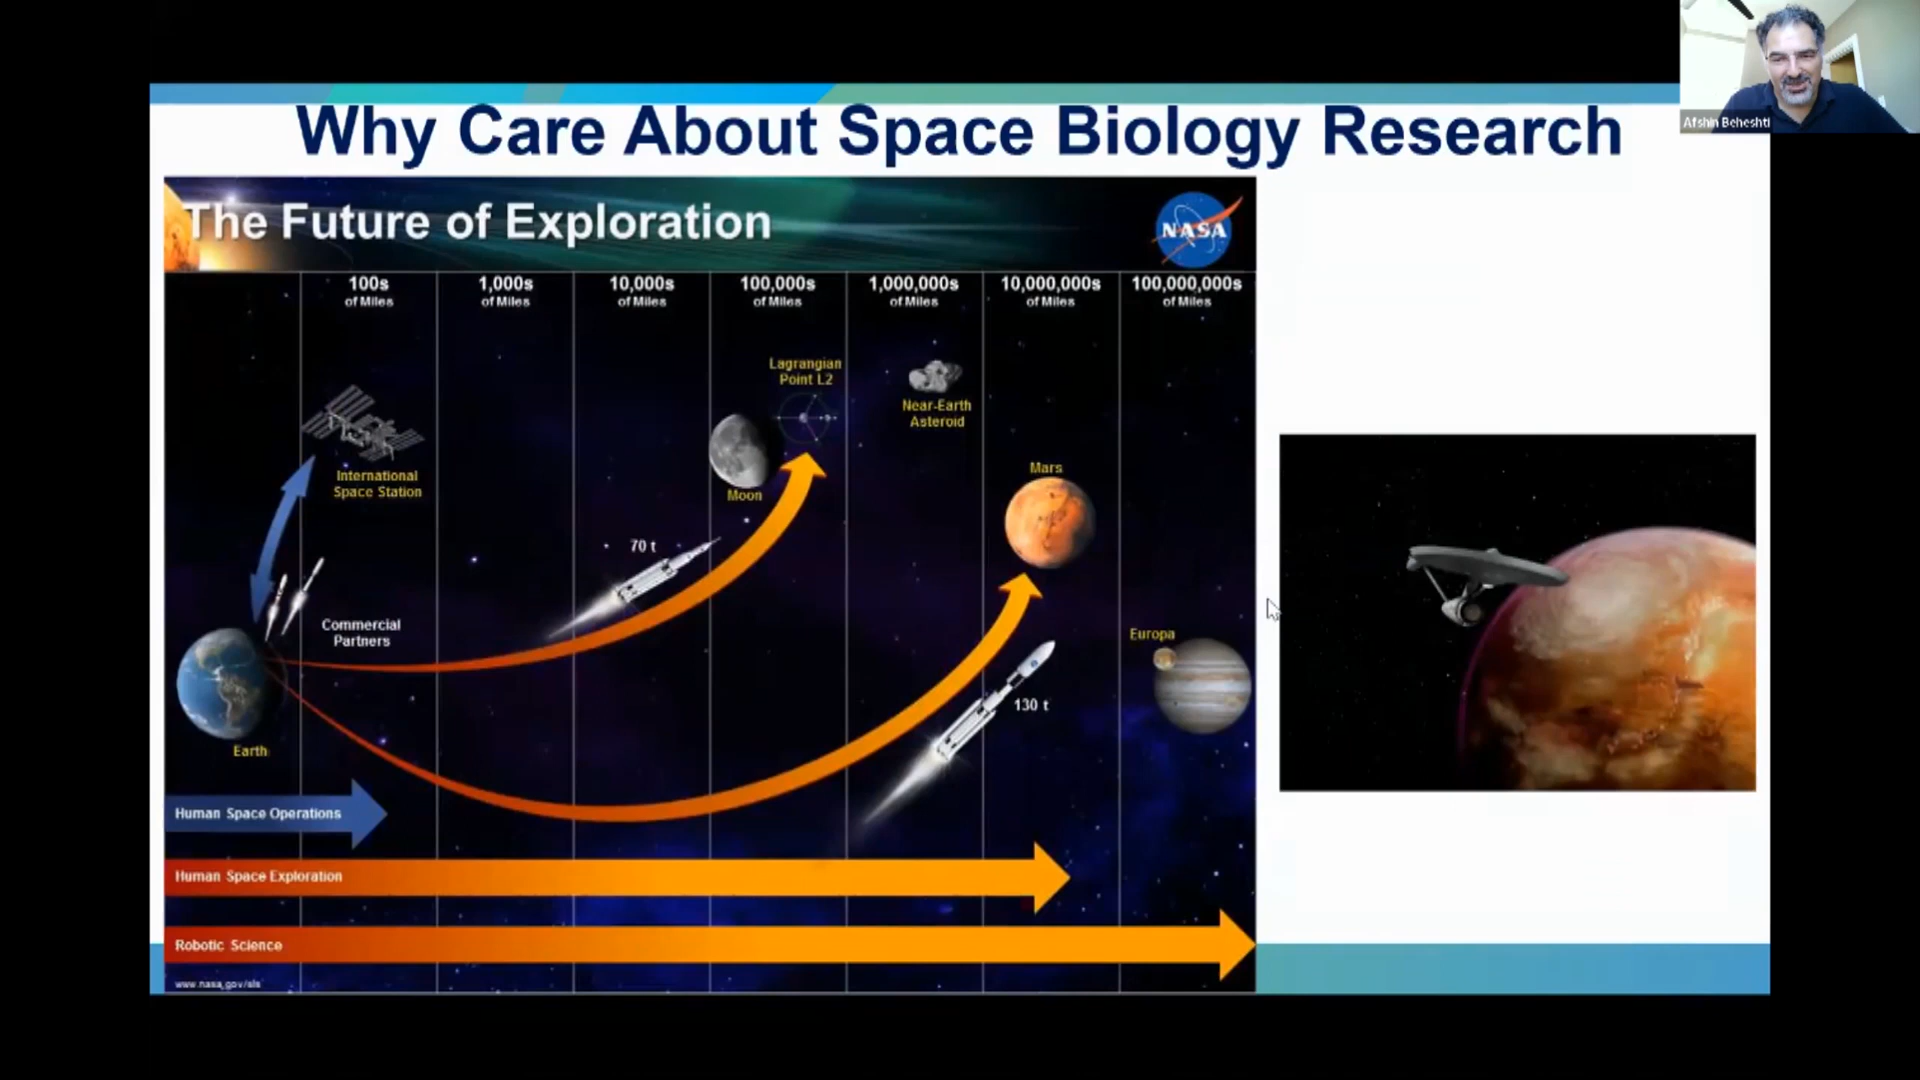 Why Care About Space Biology Research
Afshin Beheshti
The Future of Exploration
NASA
100s
of Miles
1,000s
of Miles
10,000s
of Miles
100,000s
of Miles
1,000,000s
of Miles
10,000,000s
of Miles
100,000,000s
of Miles
Lagrangian
Point L2
Near-Earth
Asteroid
International
Space Station
Moon
Mars
70 t
Commercial
Partners
Europa
130 t
Earth
Human Space Operations
Human Space Exploration
Robotic Science
www.nasa.gov/sls